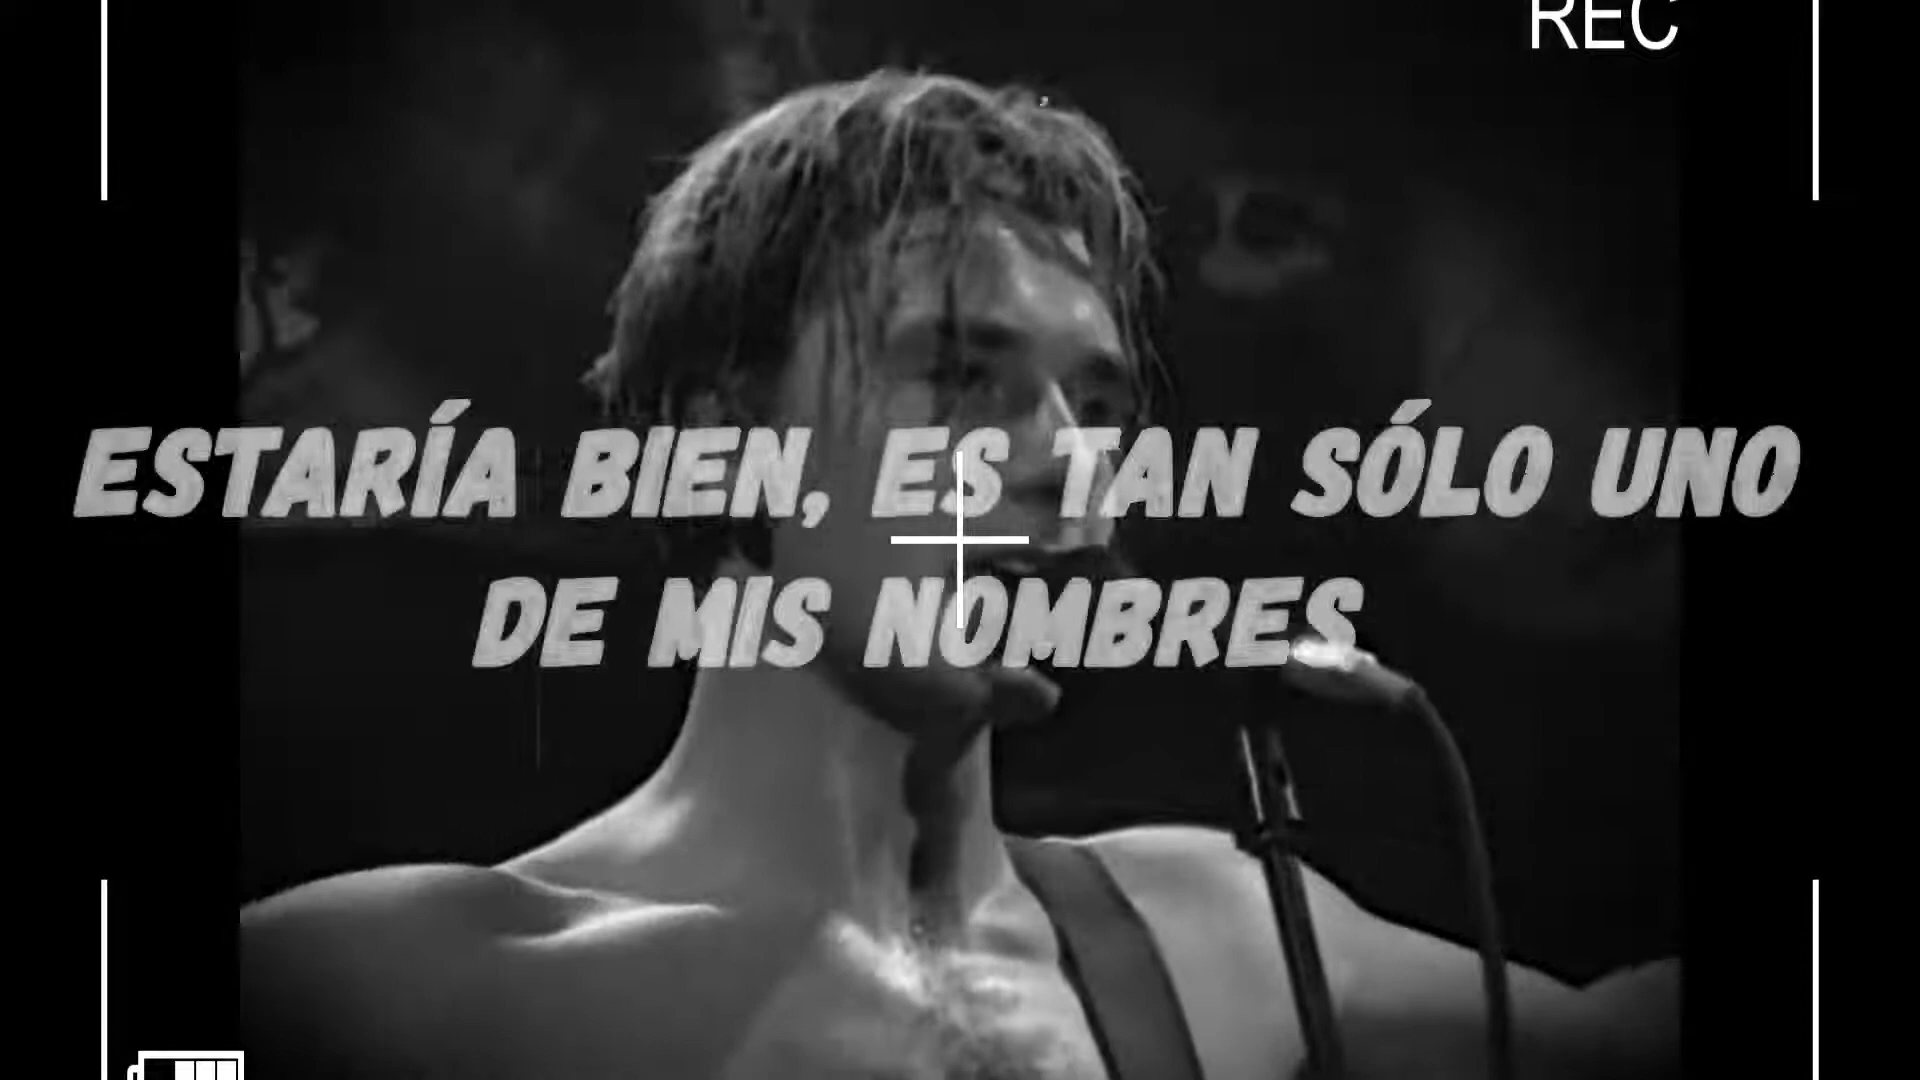 REC
ESTARÍA BIEN, ES TAN SÓLO UNO
DE MIS NOMBRES